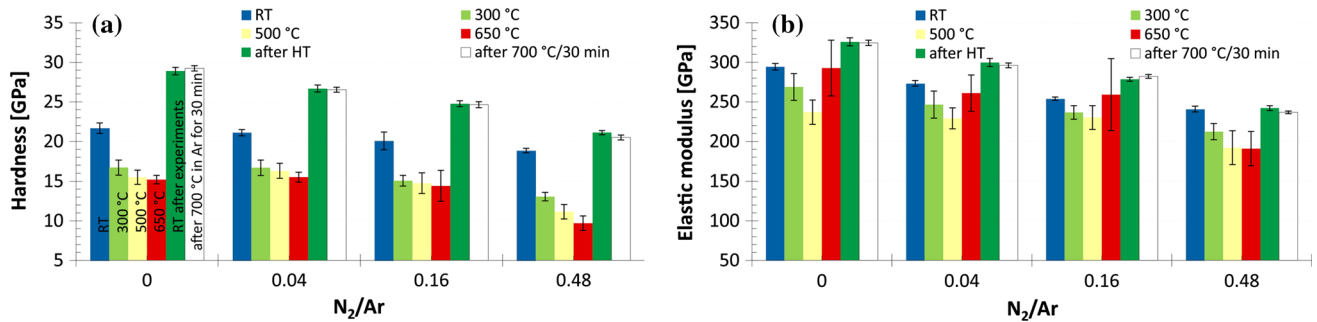 (a)
RT
300 °C
500 °C
650 °C
after HT
after 700 °C/30 min
Hardness [GPa]
35
30
25
20
15
10
5
RT
300 °C
500 °C
650 °C
RT after experiments
after 700 °C in Ar for 30 min
0
0.04
0.16
0.48
N₂/Ar
(b)
RT
300 °C
500 °C
650 °C
after HT
after 700 °C/30 min
Elastic modulus [GPa]
350
300
250
200
150
100
50
0
0.04
0.16
0.48
N₂/Ar